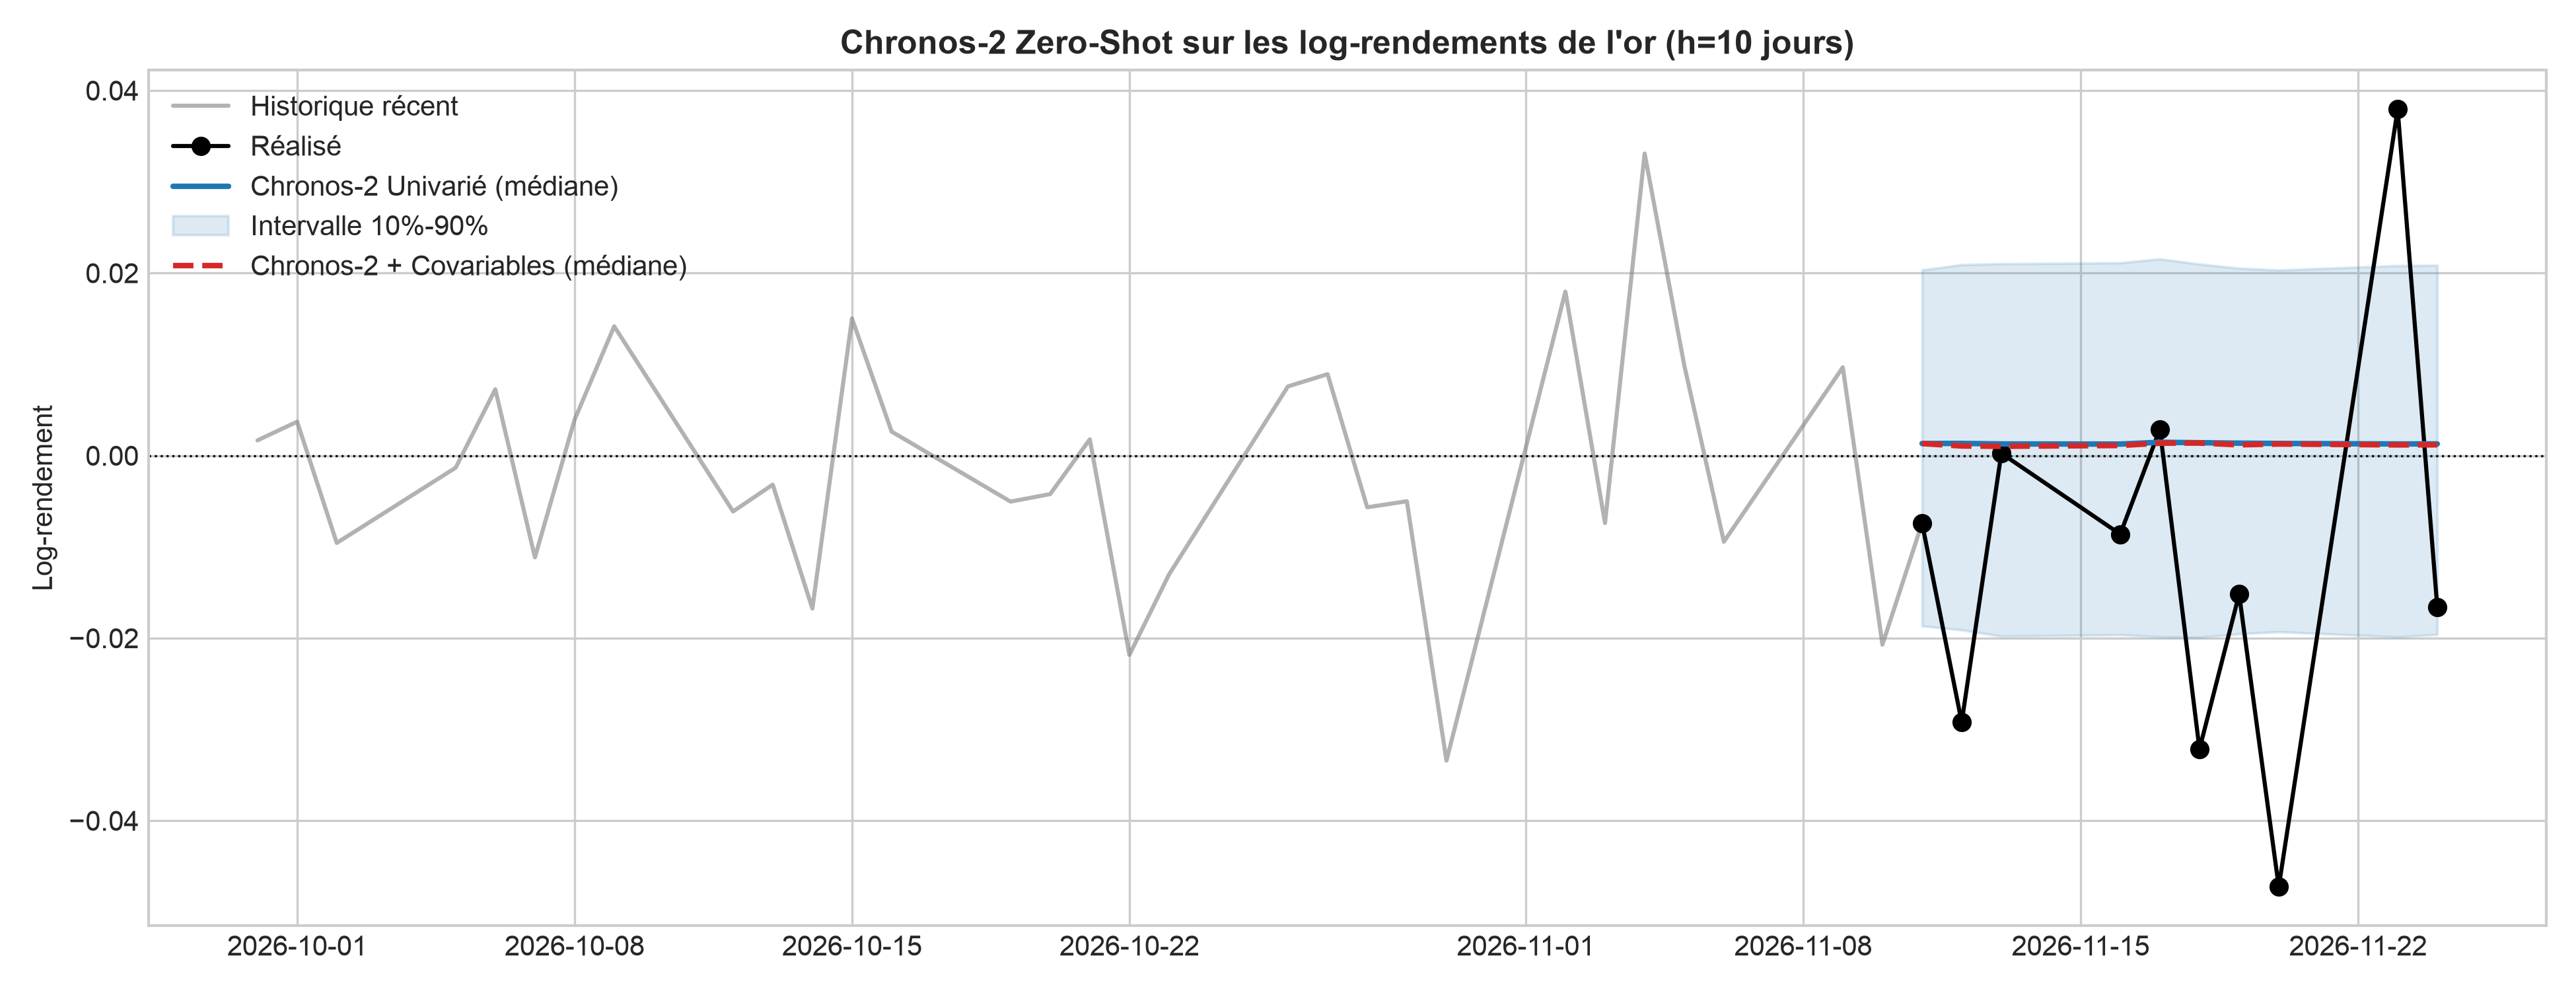 Chronos-2 Zero-Shot sur les log-rendements de l'or (h=10 jours)
Historique récent
Réalisé
Chronos-2 Univarié (médiane)
Intervalle 10%-90%
Chronos-2 + Covariables (médiane)
Log-rendement
0.04
0.02
0.00
−0.02
−0.04
2026-10-01
2026-10-08
2026-10-15
2026-10-22
2026-11-01
2026-11-08
2026-11-15
2026-11-22